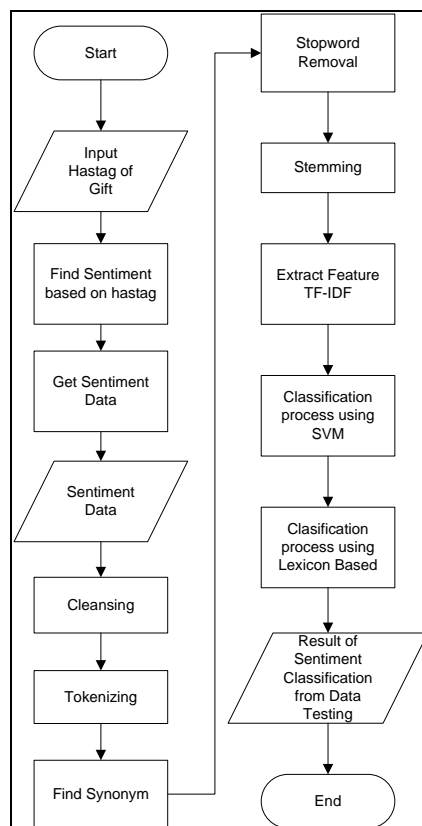 Start
Input
Hastag of
Gift
Find Sentiment
based on hastag
Get Sentiment
Data
Sentiment
Data
Cleansing
Tokenizing
Find Synonym
Stopword
Removal
Stemming
Extract Feature
TF-IDF
Classification
process using
SVM
Clasification
process using
Lexicon Based
Result of
Sentiment
Classification
from Data
Testing
End